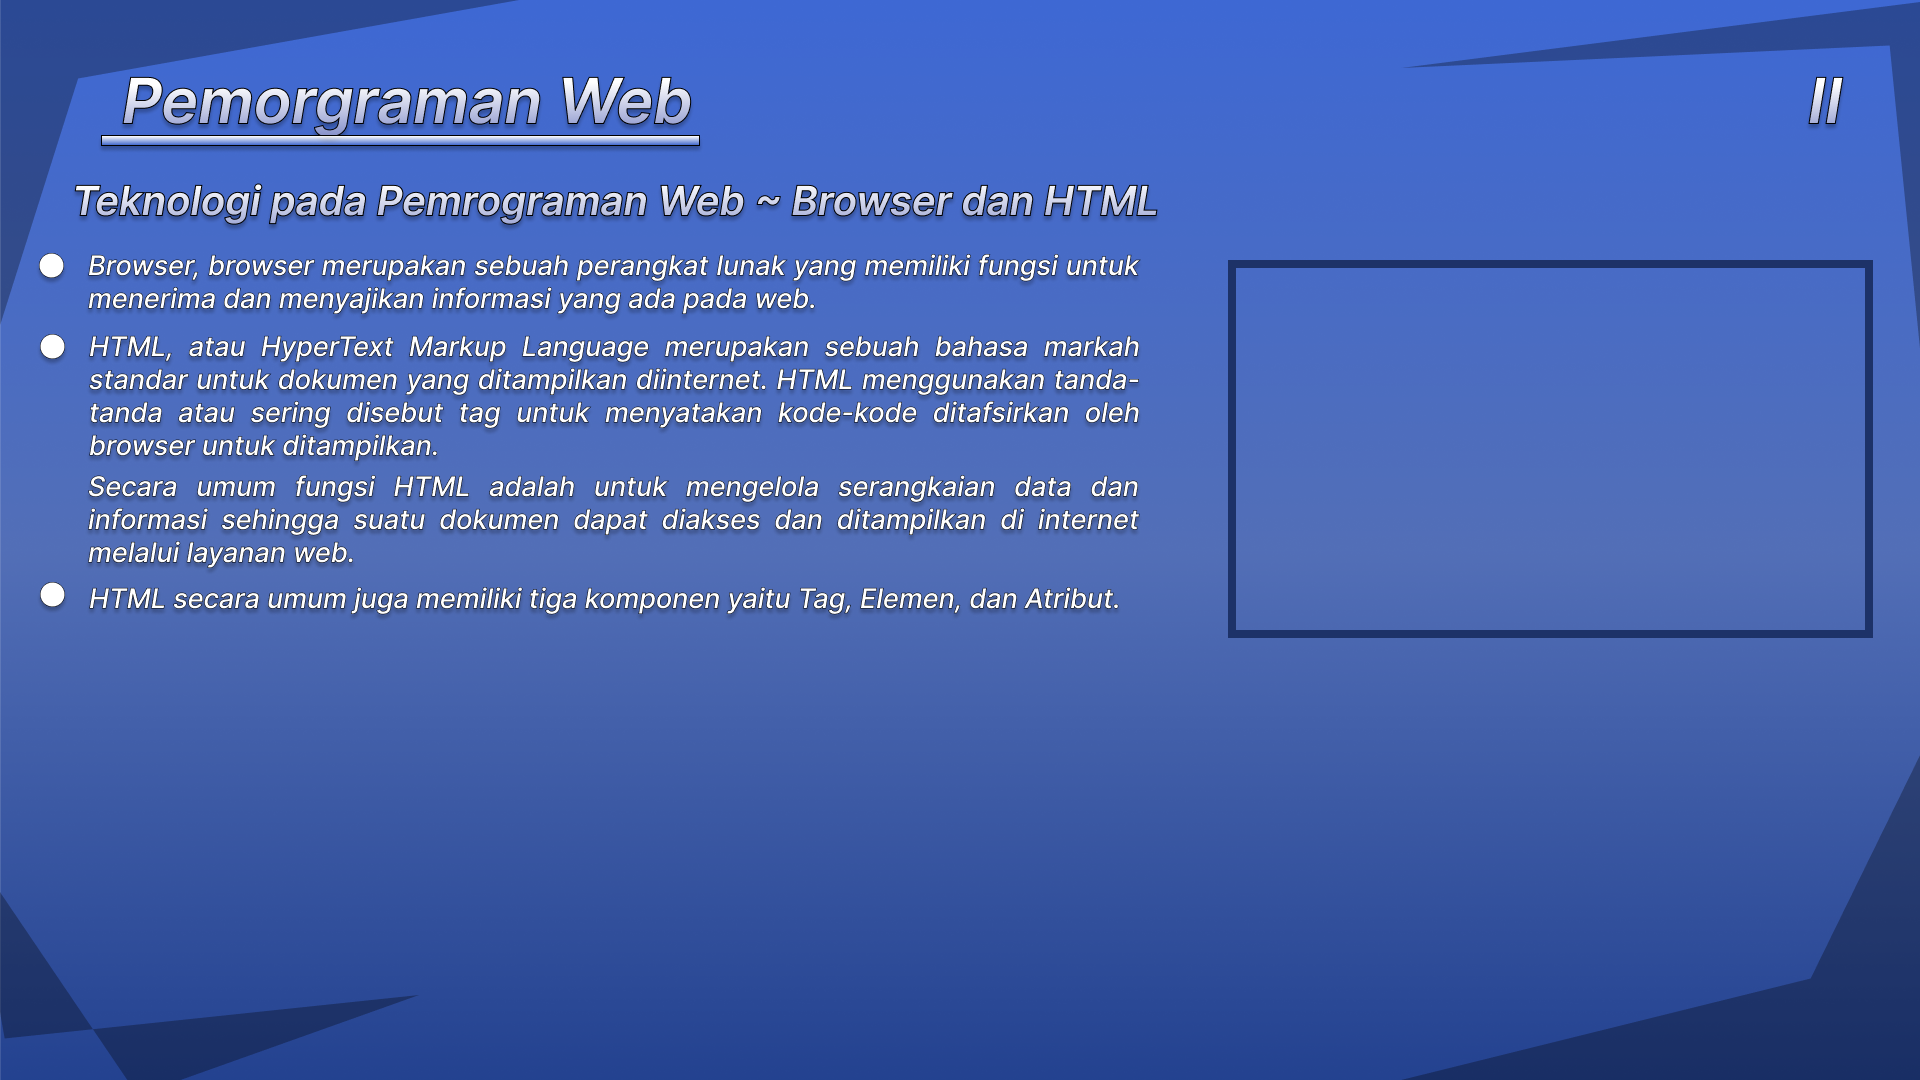 Pemorgraman Web
II
Teknologi pada Pemrograman Web ~ Browser dan HTML
Browser, browser merupakan sebuah perangkat lunak yang memiliki fungsi untuk
menerima dan menyajikan informasi yang ada pada web.
HTML, atau HyperText Markup Language merupakan sebuah bahasa markah
standar untuk dokumen yang ditampilkan diinternet. HTML menggunakan tanda-
tanda atau sering disebut tag untuk menyatakan kode-kode ditafsirkan oleh
browser untuk ditampilkan.
Secara umum fungsi HTML adalah untuk mengelola serangkaian data dan
informasi sehingga suatu dokumen dapat diakses dan ditampilkan di internet
melalui layanan web.
HTML secara umum juga memiliki tiga komponen yaitu Tag, Elemen, dan Atribut.